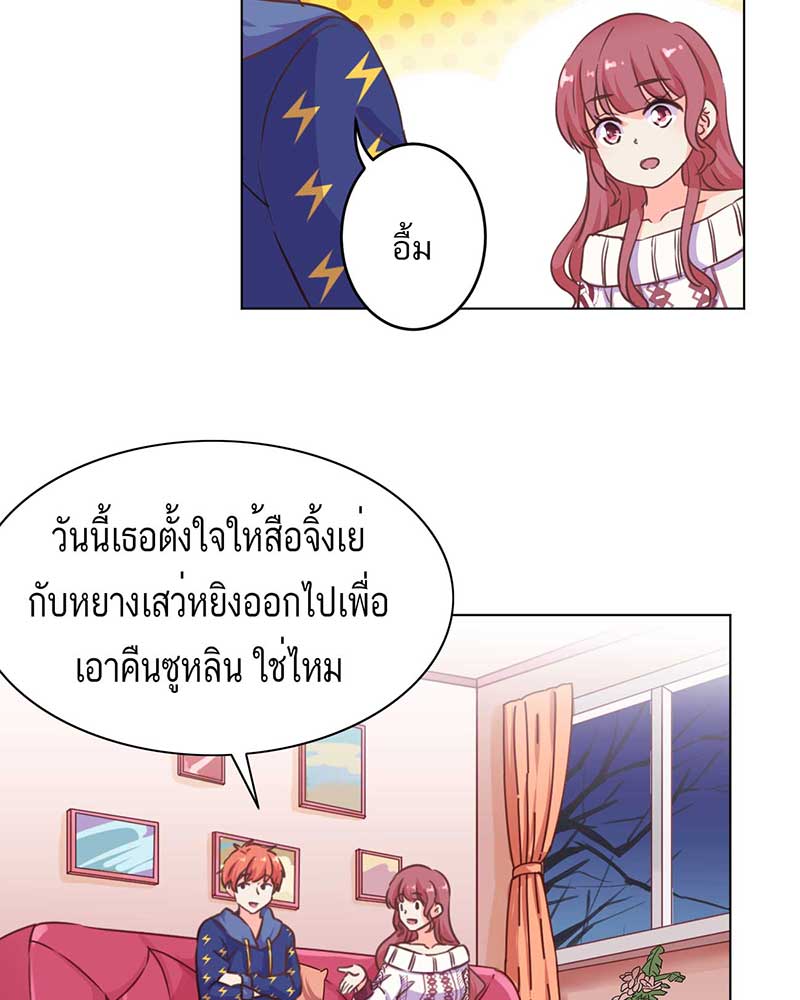 อื้ม
วันนี้เธอตั้งใจให้สือจิ้งเย่
กับหยางเสว่หยิงออกไปเพื่อ
เอาคืนซูหลิน ใช่ไหม